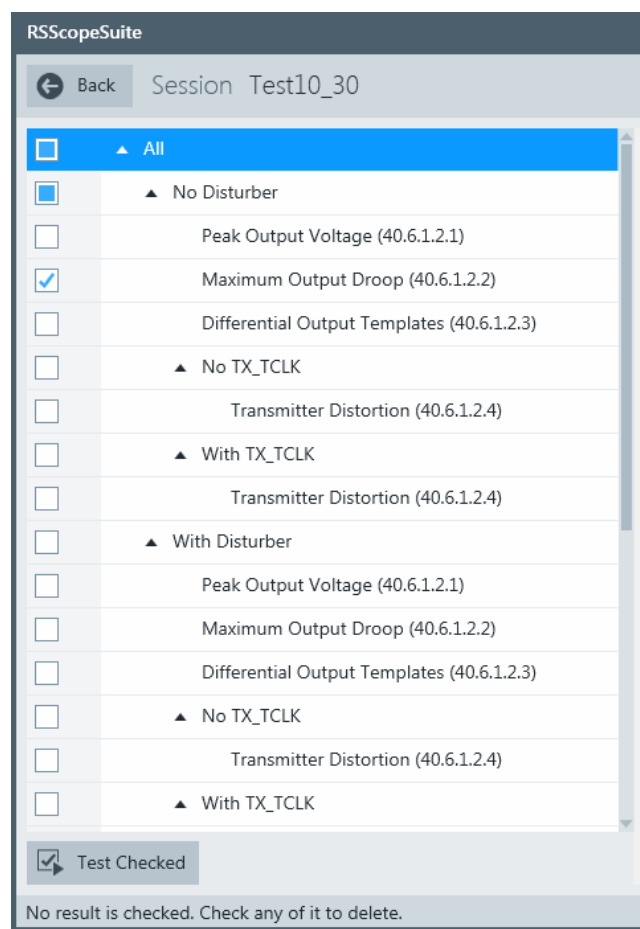 RSScopeSuite
Back Session Test10_30
All
No Disturber
Peak Output Voltage (40.6.1.2.1)
Maximum Output Droop (40.6.1.2.2)
Differential Output Templates (40.6.1.2.3)
No TX_TCLK
Transmitter Distortion (40.6.1.2.4)
With TX_TCLK
Transmitter Distortion (40.6.1.2.4)
With Disturber
Peak Output Voltage (40.6.1.2.1)
Maximum Output Droop (40.6.1.2.2)
Differential Output Templates (40.6.1.2.3)
No TX_TCLK
Transmitter Distortion (40.6.1.2.4)
With TX_TCLK
Test Checked
No result is checked. Check any of it to delete.